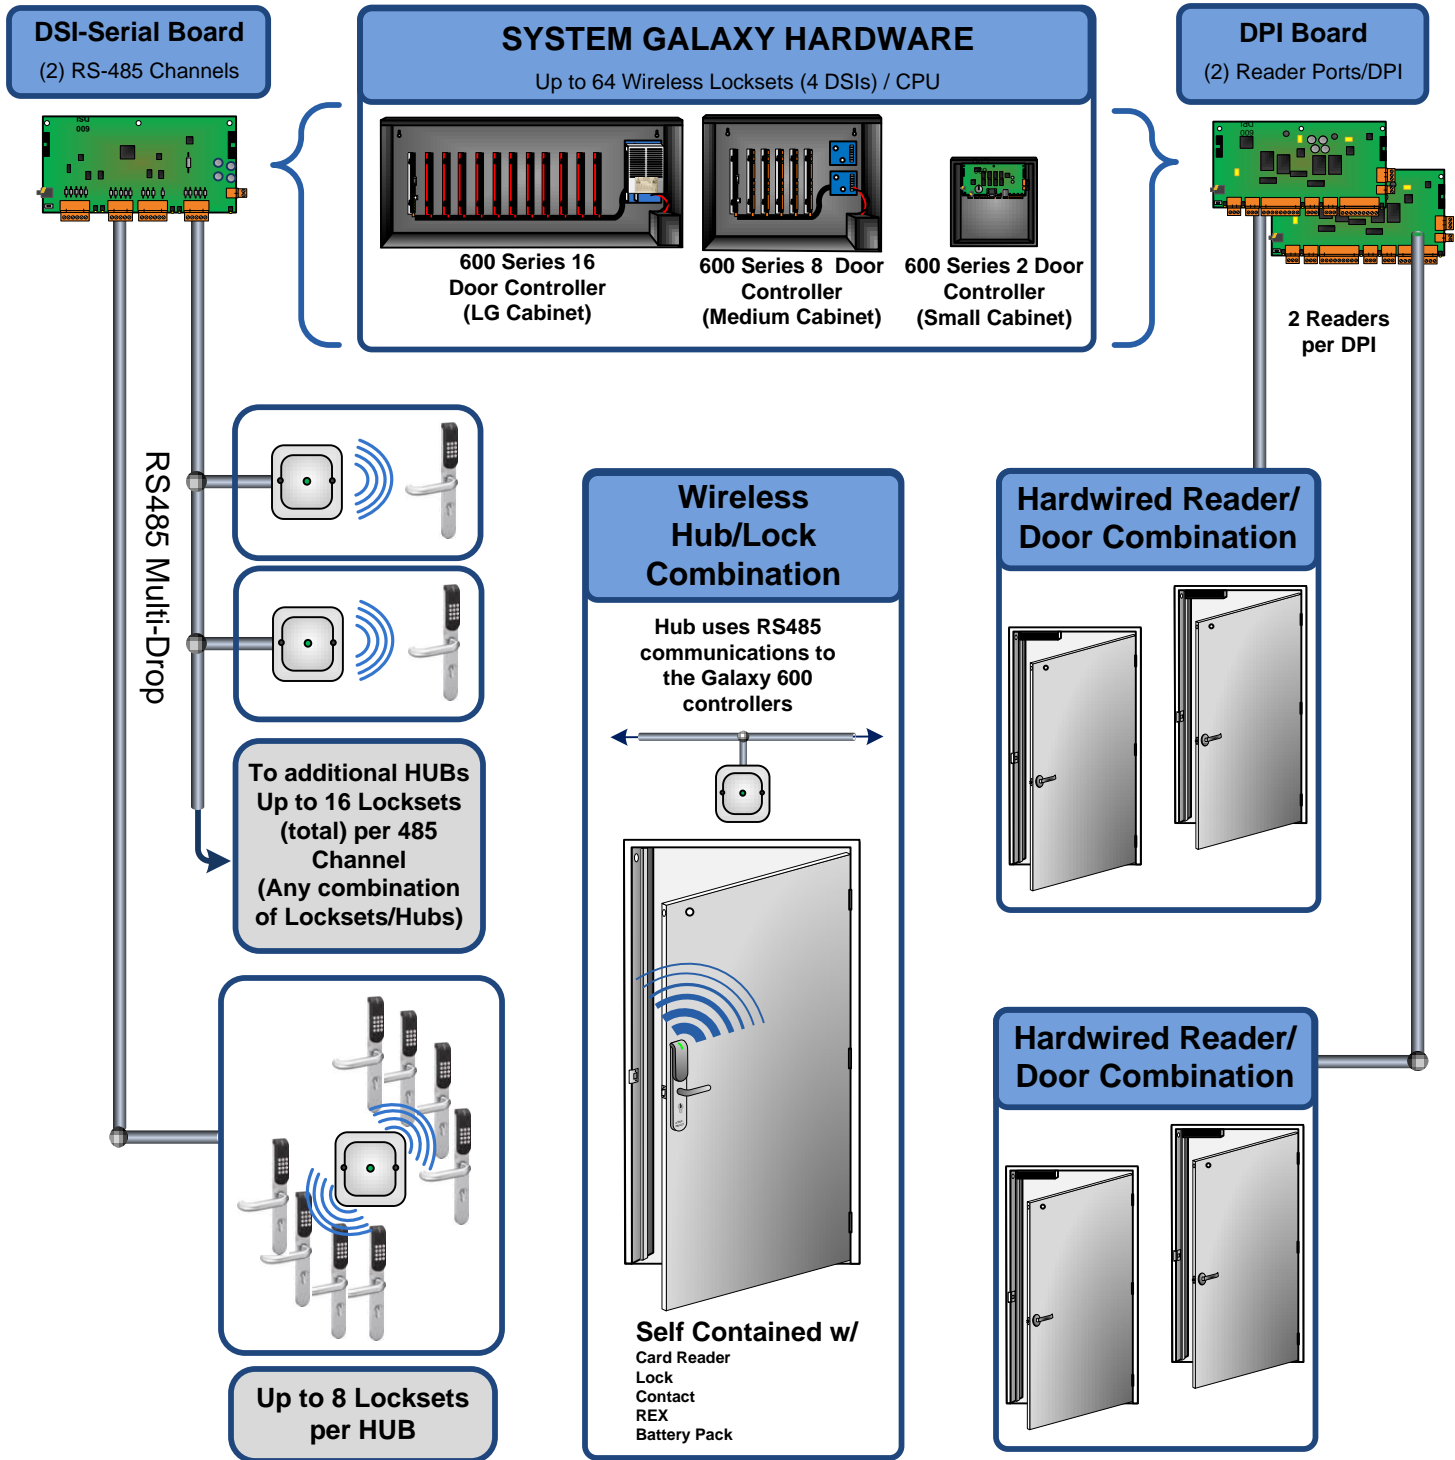 DSI-Serial Board
(2) RS-485 Channels
SYSTEM GALAXY HARDWARE
Up to 64 Wireless Locksets (4 DSIs) / CPU
DPI Board
(2) Reader Ports/DPI
DSI
600
DPI
600
600 Series 16
Door Controller
(LG Cabinet)
600 Series 8 Door
Controller
(Medium Cabinet)
600 Series 2 Door
Controller
(Small Cabinet)
2 Readers
per DPI
RS485 Multi-Drop
To additional HUBs
Up to 16 Locksets
(total) per 485
Channel
(Any combination
of Locksets/Hubs)
Up to 8 Locksets
per HUB
Wireless
Hub/Lock
Combination
Hub uses RS485
communications to
the Galaxy 600
controllers
Self Contained w/
Card Reader
Lock
Contact
REX
Battery Pack
Hardwired Reader/
Door Combination
Hardwired Reader/
Door Combination